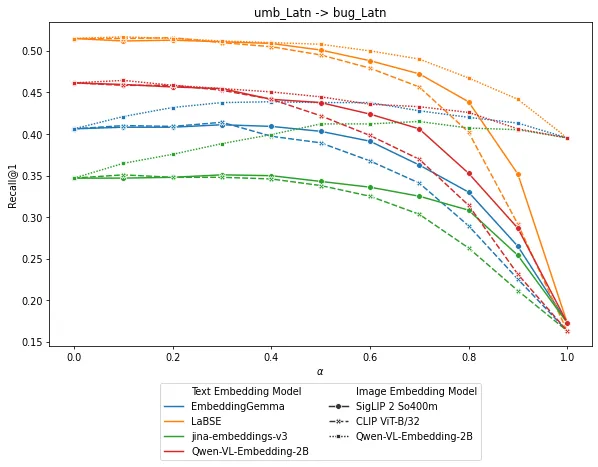 umb_Latn -> bug_Latn
Recall@1
0.50
0.45
0.40
0.35
0.30
0.25
0.20
0.15
0.0 0.2 0.4 0.6 0.8 1.0
α
Text Embedding Model
EmbeddingGemma
LaBSE
jina-embeddings-v3
Qwen-VL-Embedding-2B
Image Embedding Model
SigLIP 2 So400m
CLIP ViT-B/32
Qwen-VL-Embedding-2B